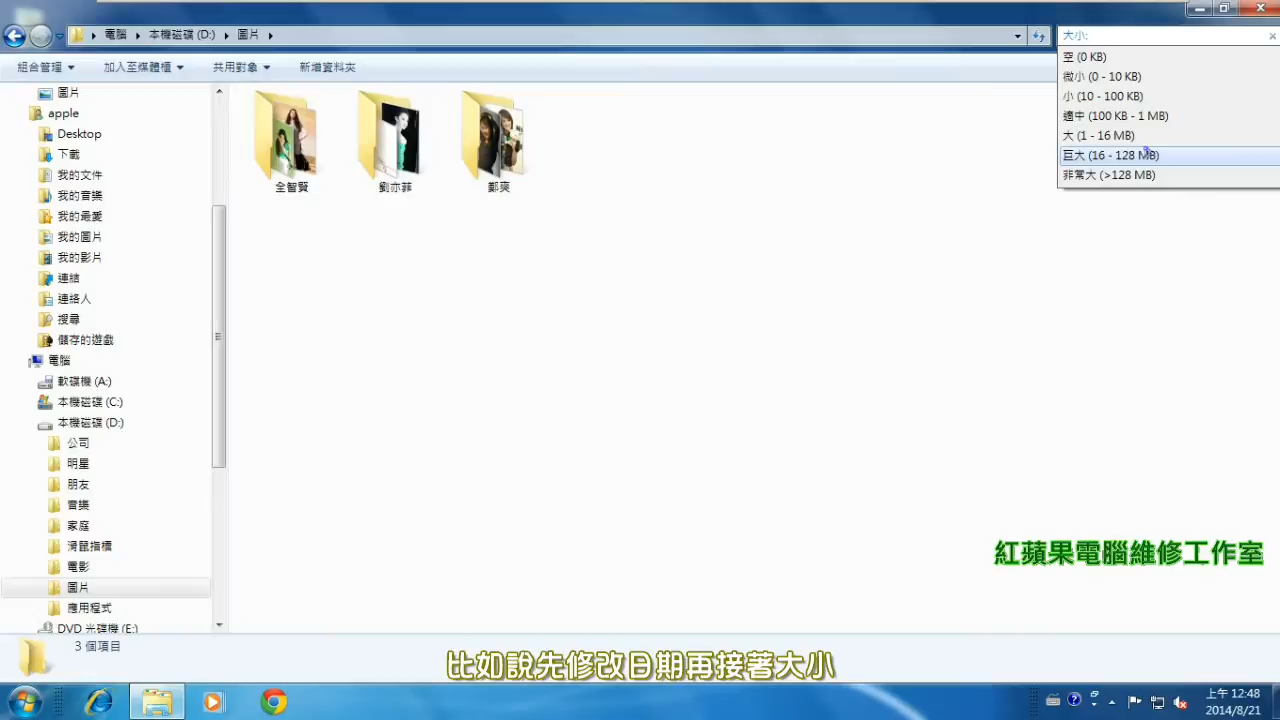 電腦 本機磁碟 (D:) 圖片
大小:
組合管理 加入至媒體櫃 共用對象 新增資料夾
空 (0 KB)
微小 (0 - 10 KB)
小 (10 - 100 KB)
適中 (100 KB - 1 MB)
大 (1 - 16 MB)
巨大 (16 - 128 MB)
非常大 (>128 MB)
圖片
apple
Desktop
下載
我的文件
我的音樂
我的最愛
我的圖片
我的影片
連結
連絡人
搜尋
儲存的遊戲
電腦
軟碟機 (A:)
本機磁碟 (C:)
本機磁碟 (D:)
公司
明星
朋友
音樂
家庭
滑鼠指標
電影
圖片
應用程式
DVD 光碟機 (E:)
全智賢
劉亦菲
鄭爽
紅蘋果電腦維修工作室
3 個項目
比如說先修改日期再接著大小
上午 12:48
2014/8/21